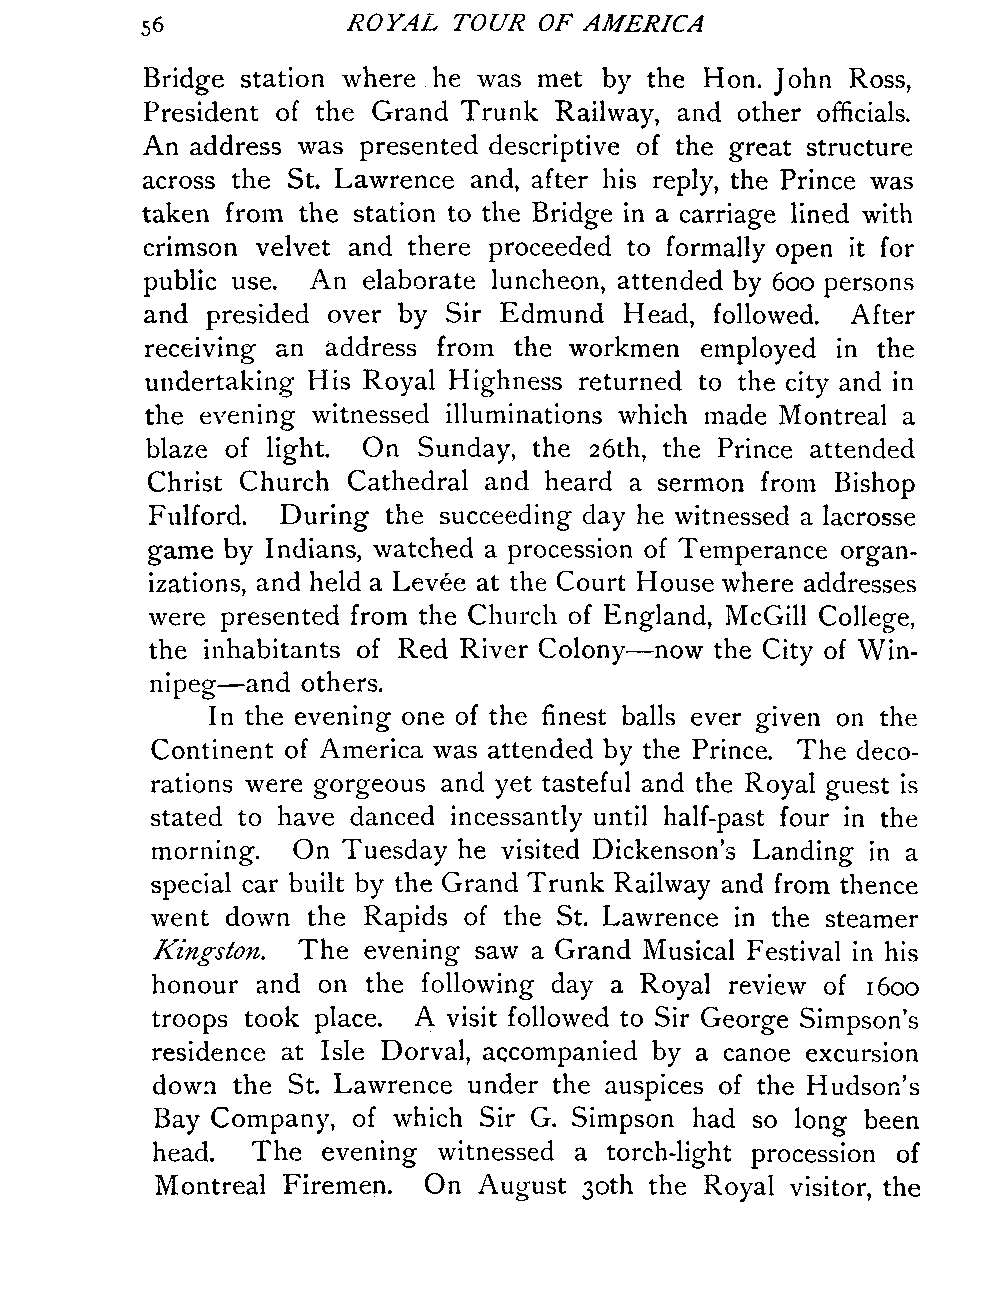 56 ROYAL TOUR OF AMERICA
Bridge station where he was met by the Hon. John Ross,
President of the Grand Trunk Railway, and other officials.
An address was presented descriptive of the great structure
across the St. Lawrence and, after his reply, the Prince was
taken from the station to the Bridge in a carriage lined with
crimson velvet and there proceeded to formally open it for
public use. An elaborate luncheon, attended by 600 persons
and presided over by Sir Edmund Head, followed. After
receiving an address from the workmen employed in the
undertaking His Royal Highness returned to the city and in
the evening witnessed illuminations which made Montreal a
blaze of light. On Sunday, the 26th, the Prince attended
Christ Church Cathedral and heard a sermon from Bishop
Fulford. During the succeeding day he witnessed a lacrosse
game by Indians, watched a procession of Temperance organ-
izations, and held a Levée at the Court House where addresses
were presented from the Church of England, McGill College,
the inhabitants of Red River Colony—now the City of Win-
nipeg—and others.
In the evening one of the finest balls ever given on the
Continent of America was attended by the Prince. The deco-
rations were gorgeous and yet tasteful and the Royal guest is
stated to have danced incessantly until half-past four in the
morning. On Tuesday he visited Dickenson's Landing in a
special car built by the Grand Trunk Railway and from thence
went down the Rapids of the St. Lawrence in the steamer
Kingston. The evening saw a Grand Musical Festival in his
honour and on the following day a Royal review of 1600
troops took place. A visit followed to Sir George Simpson's
residence at Isle Dorval, accompanied by a canoe excursion
down the St. Lawrence under the auspices of the Hudson's
Bay Company, of which Sir G. Simpson had so long been
head. The evening witnessed a torch-light procession of
Montreal Firemen. On August 30th the Royal visitor, the